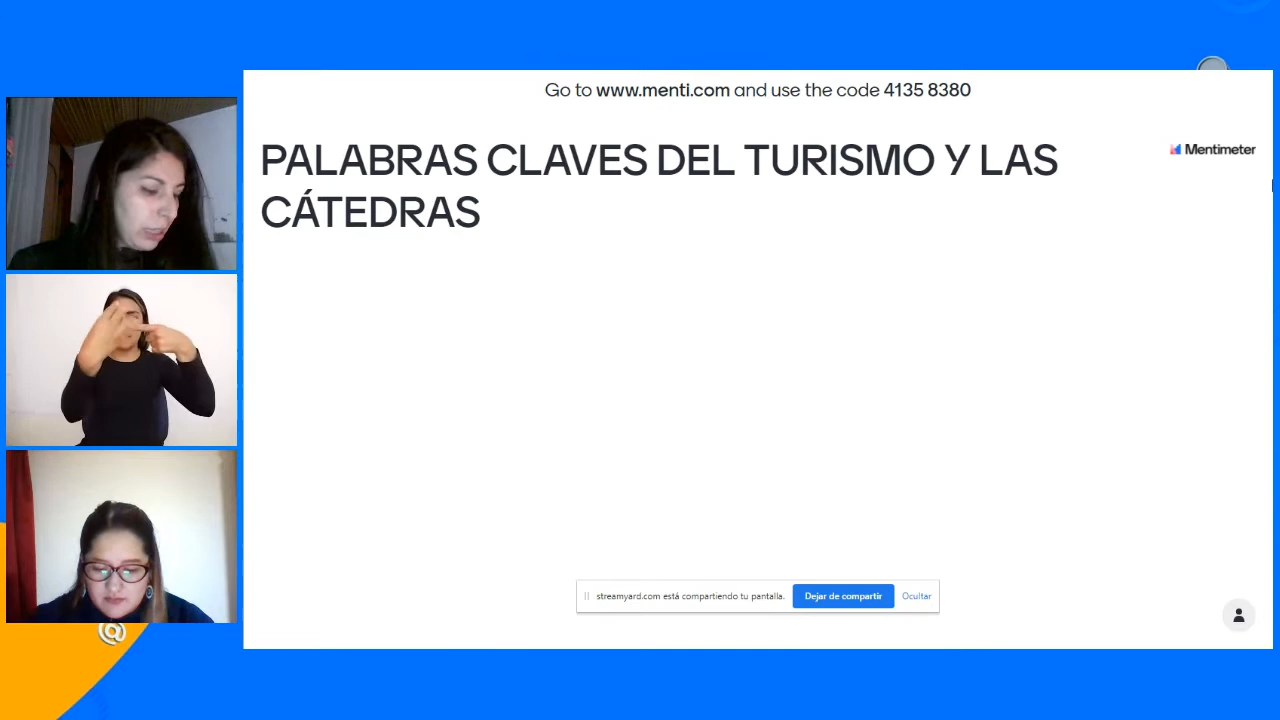 Go to www.menti.com and use the code 4135 8380
PALABRAS CLAVES DEL TURISMO Y LAS
CÁTEDRAS
Mentimeter
streamyard.com está compartiendo tu pantalla.
Dejar de compartir
Ocultar
@